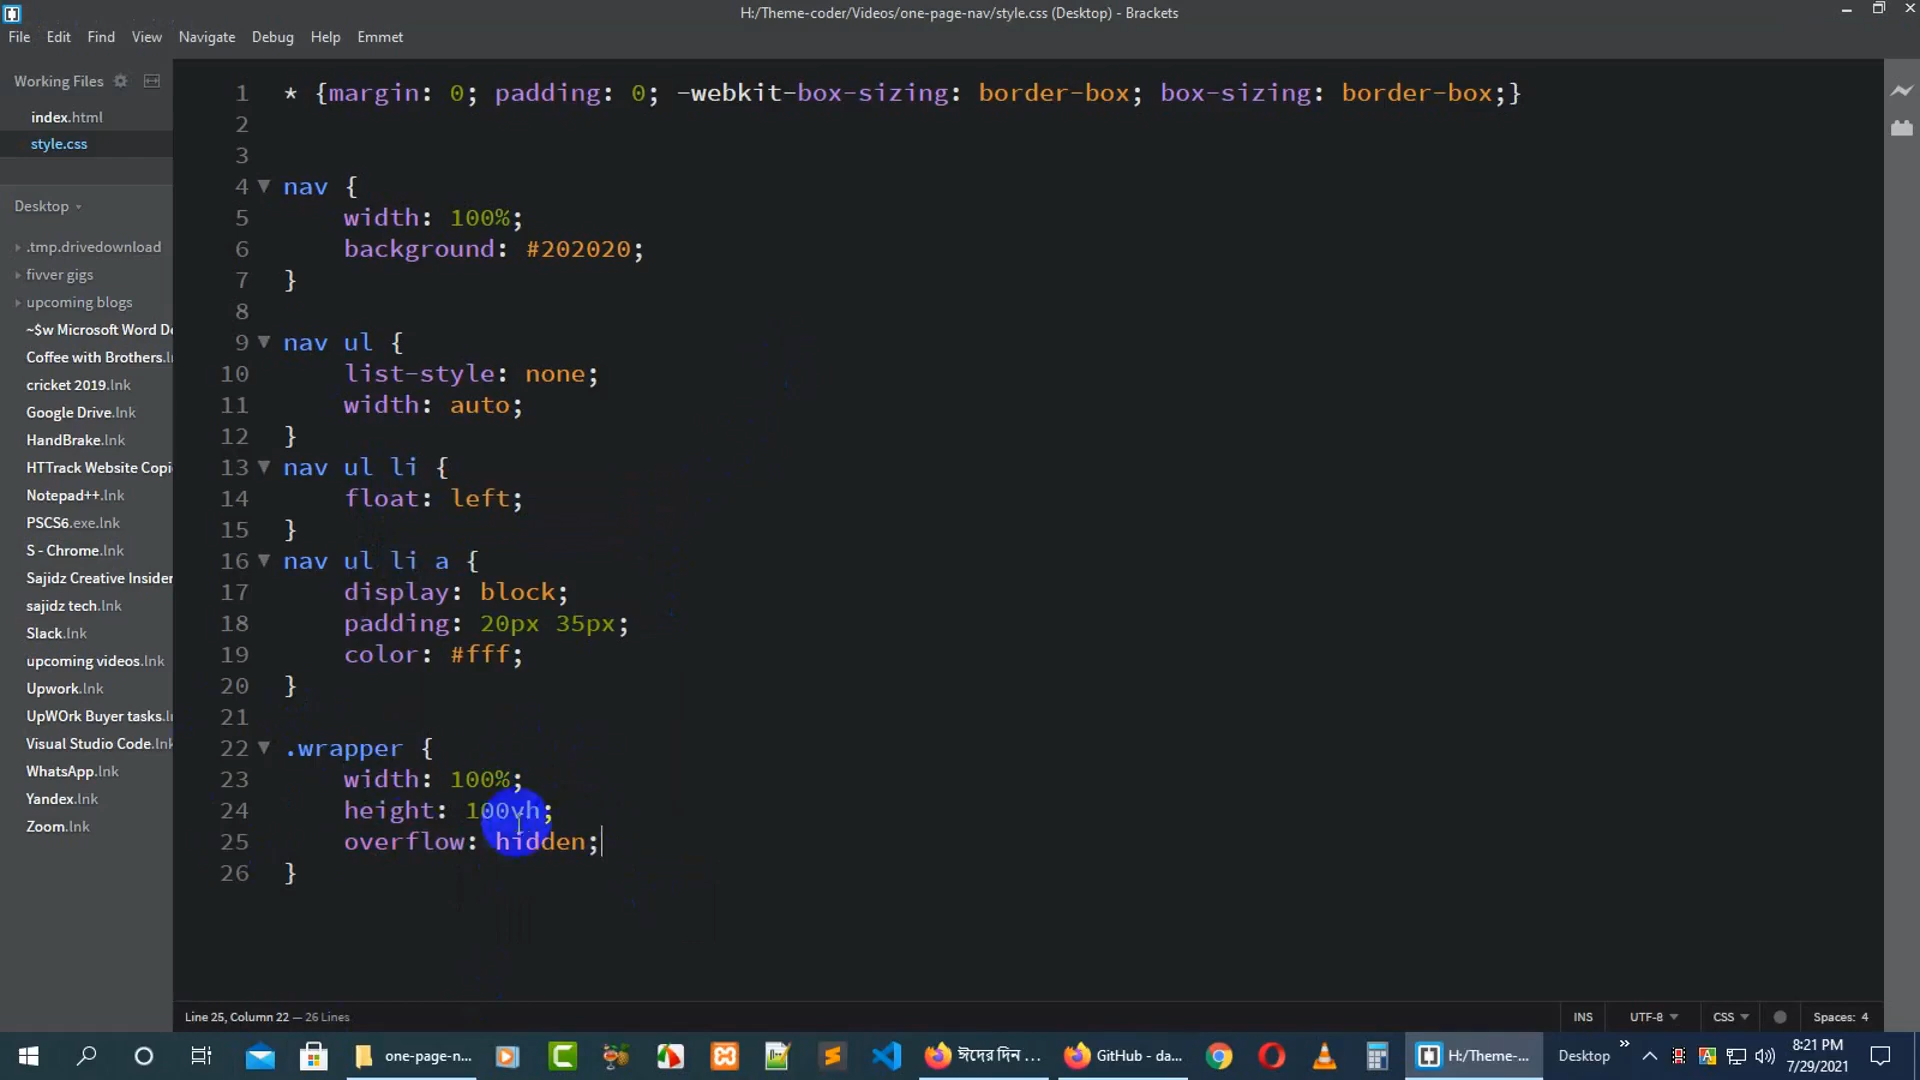 H:/Theme-coder/Videos/one-page-nav/style.css (Desktop) - Brackets
File Edit Find View Navigate Debug Help Emmet
Working Files
index.html
style.css
Desktop
.tmp.drivedownload
fivver gigs
upcoming blogs
~$w Microsoft Word De
Coffee with Brothers.l
cricket 2019.lnk
Google Drive.lnk
HandBrake.lnk
HTTrack Website Copi
Notepad++.lnk
PSCS6.exe.lnk
S - Chrome.lnk
Sajidz Creative Insider
sajidz tech.lnk
Slack.lnk
upcoming videos.lnk
Upwork.lnk
UpWOrk Buyer tasks.l
Visual Studio Code.lnk
WhatsApp.lnk
Yandex.lnk
Zoom.lnk
1 * {margin: 0; padding: 0; -webkit-box-sizing: border-box; box-sizing: border-box;}
2
3
4 nav {
5 width: 100%;
6 background: #202020;
7 }
8
9 nav ul {
10 list-style: none;
11 width: auto;
12 }
13 nav ul li {
14 float: left;
15 }
16 nav ul li a {
17 display: block;
18 padding: 20px 35px;
19 color: #fff;
20 }
21
22 .wrapper {
23 width: 100%;
24 height: 100vh;
25 overflow: hidden;
26 }
Line 25, Column 22 — 26 Lines
INS UTF-8 CSS Spaces: 4
one-page-n... ঈদের দিন ... GitHub - da... H:/Theme-... Desktop
8:21 PM
7/29/2021